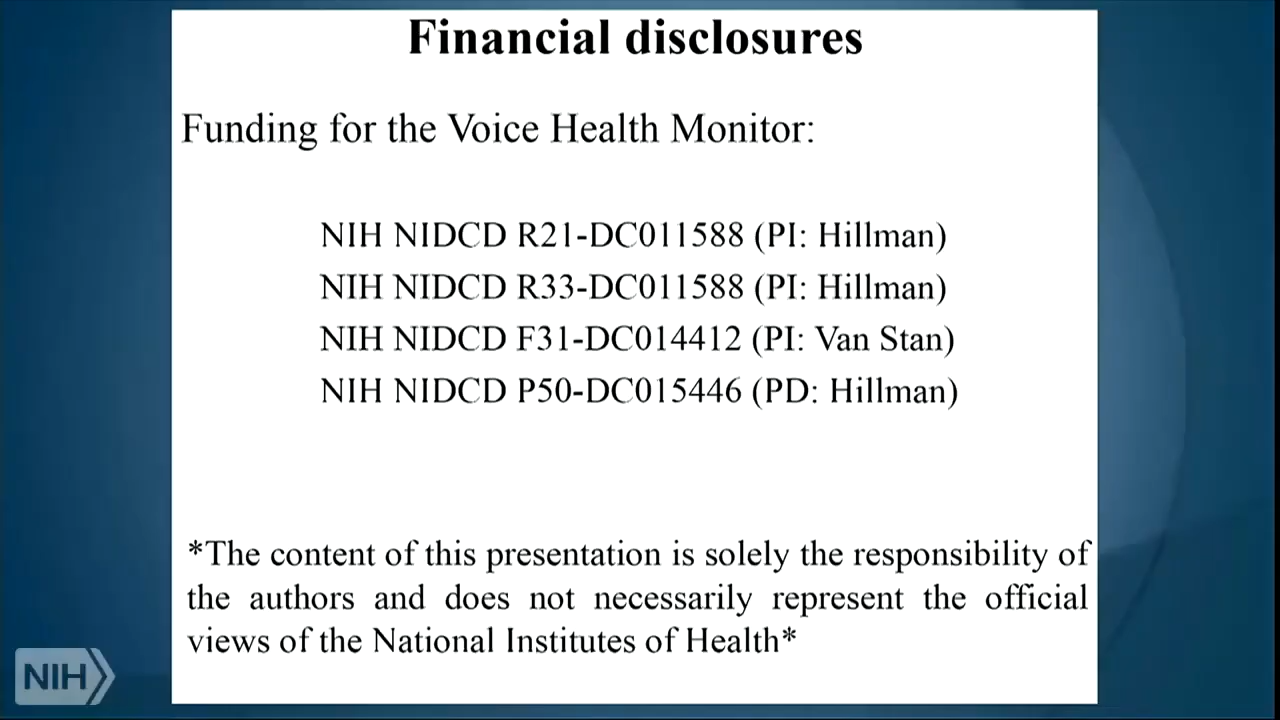 Financial disclosures
Funding for the Voice Health Monitor:
NIH NIDCD R21-DC011588 (PI: Hillman)
NIH NIDCD R33-DC011588 (PI: Hillman)
NIH NIDCD F31-DC014412 (PI: Van Stan)
NIH NIDCD P50-DC015446 (PD: Hillman)
*The content of this presentation is solely the responsibility of
the authors and does not necessarily represent the official
views of the National Institutes of Health*
NIH